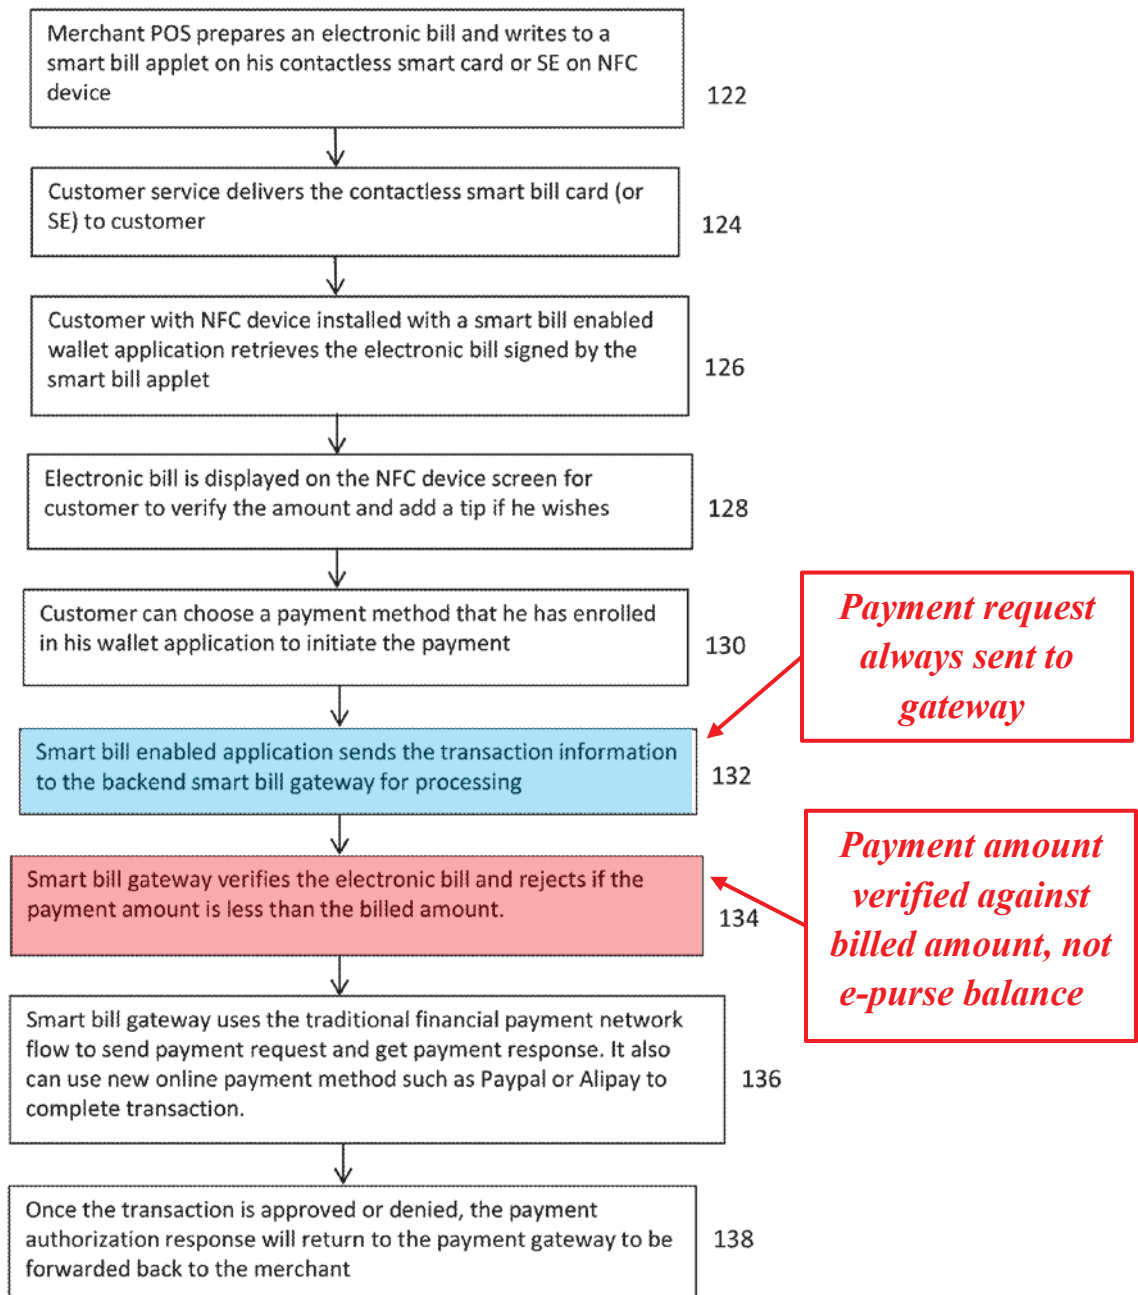 Merchant POS prepares an electronic bill and writes to a
smart bill applet on his contactless smart card or SE on NFC
device
122
Customer service delivers the contactless smart bill card (or
SE) to customer
124
Customer with NFC device installed with a smart bill enabled
wallet application retrieves the electronic bill signed by the
smart bill applet
126
Electronic bill is displayed on the NFC device screen for
customer to verify the amount and add a tip if he wishes
128
Customer can choose a payment method that he has enrolled
in his wallet application to initiate the payment
130
Payment request
always sent to
gateway
Smart bill enabled application sends the transaction information
to the backend smart bill gateway for processing
132
Smart bill gateway verifies the electronic bill and rejects if the
payment amount is less than the billed amount.
134
Payment amount
verified against
billed amount, not
e-purse balance
Smart bill gateway uses the traditional financial payment network
flow to send payment request and get payment response. It also
can use new online payment method such as Paypal or Alipay to
complete transaction.
136
Once the transaction is approved or denied, the payment
authorization response will return to the payment gateway to be
forwarded back to the merchant
138